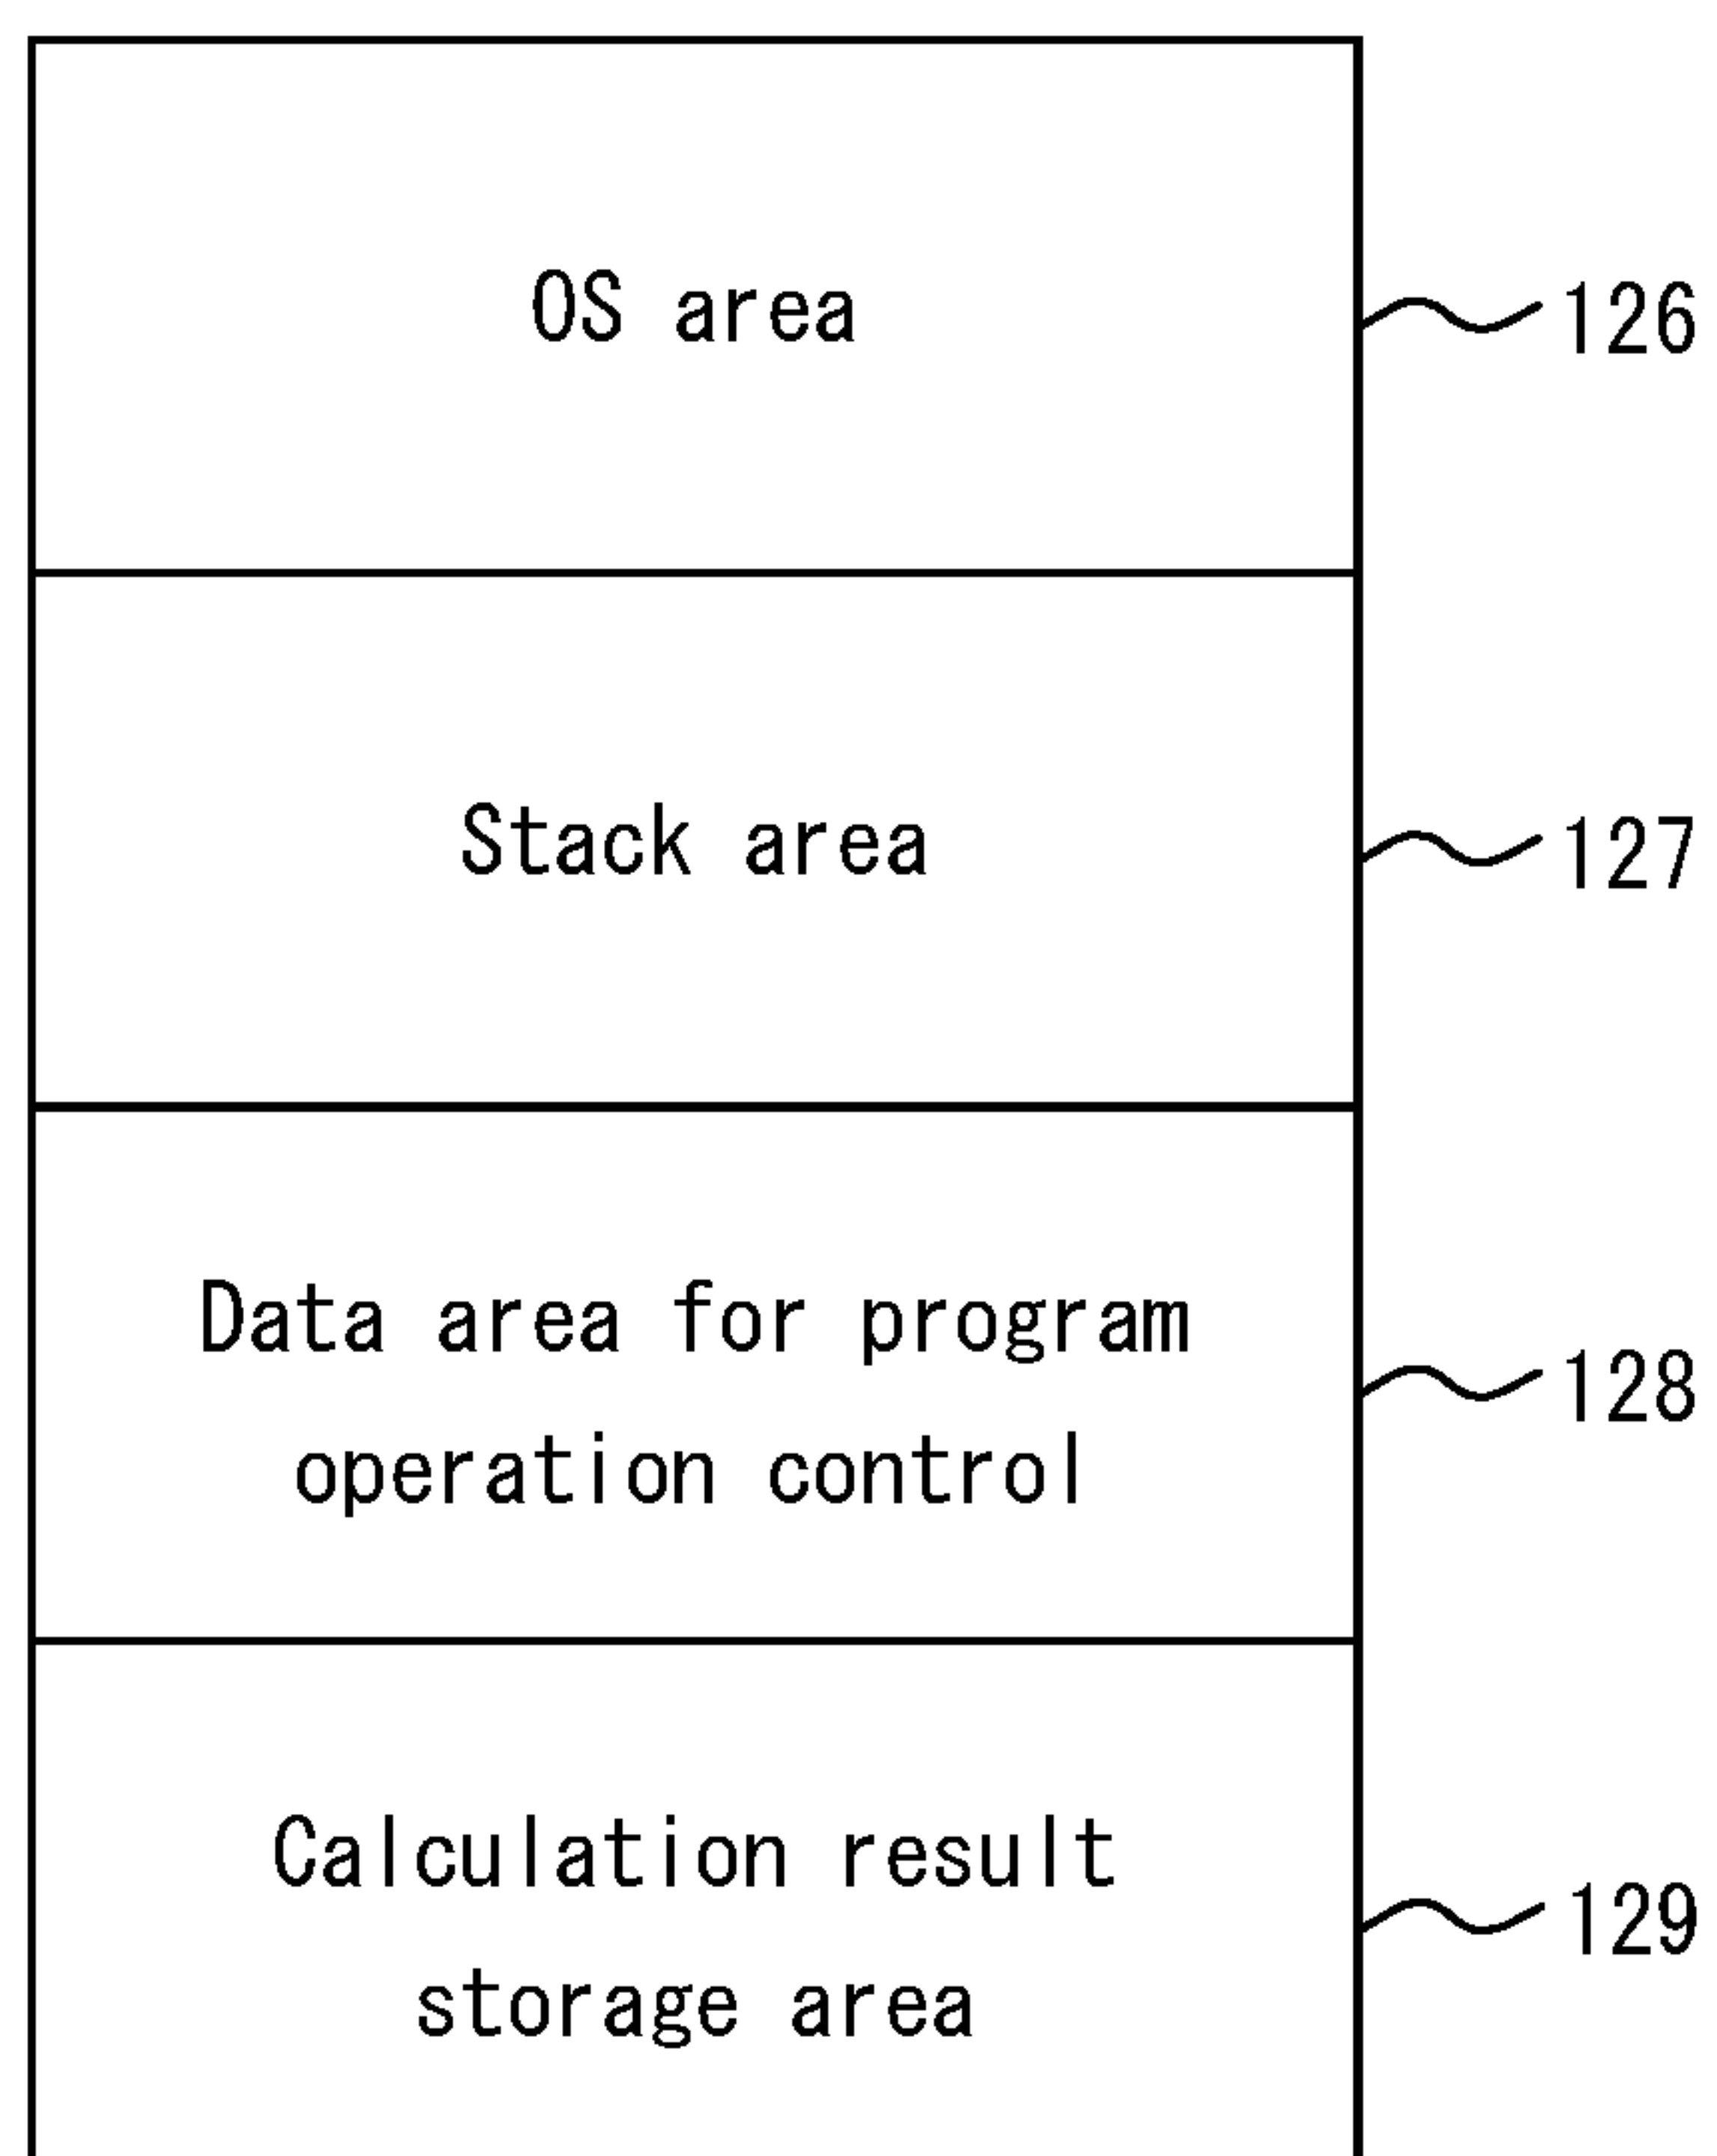 OS area
126
Stack area
127
Data area for program
operation control
128
Calculation result
storage area
129